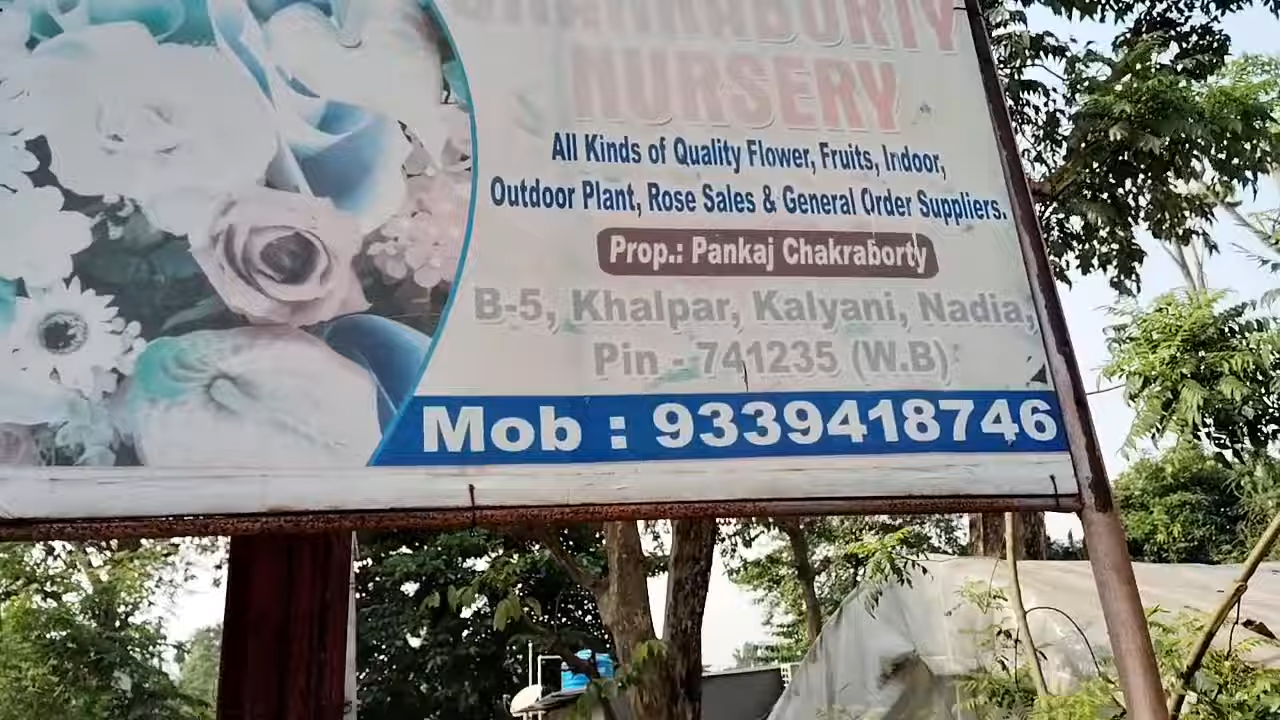 CHAKRABORTY
NURSERY
All Kinds of Quality Flower, Fruits, Indoor,
Outdoor Plant, Rose Sales & General Order Suppliers.
Prop.: Pankaj Chakraborty
B-5, Khalpar, Kalyani, Nadia,
Pin - 741235 (W.B)
Mob : 9339418746